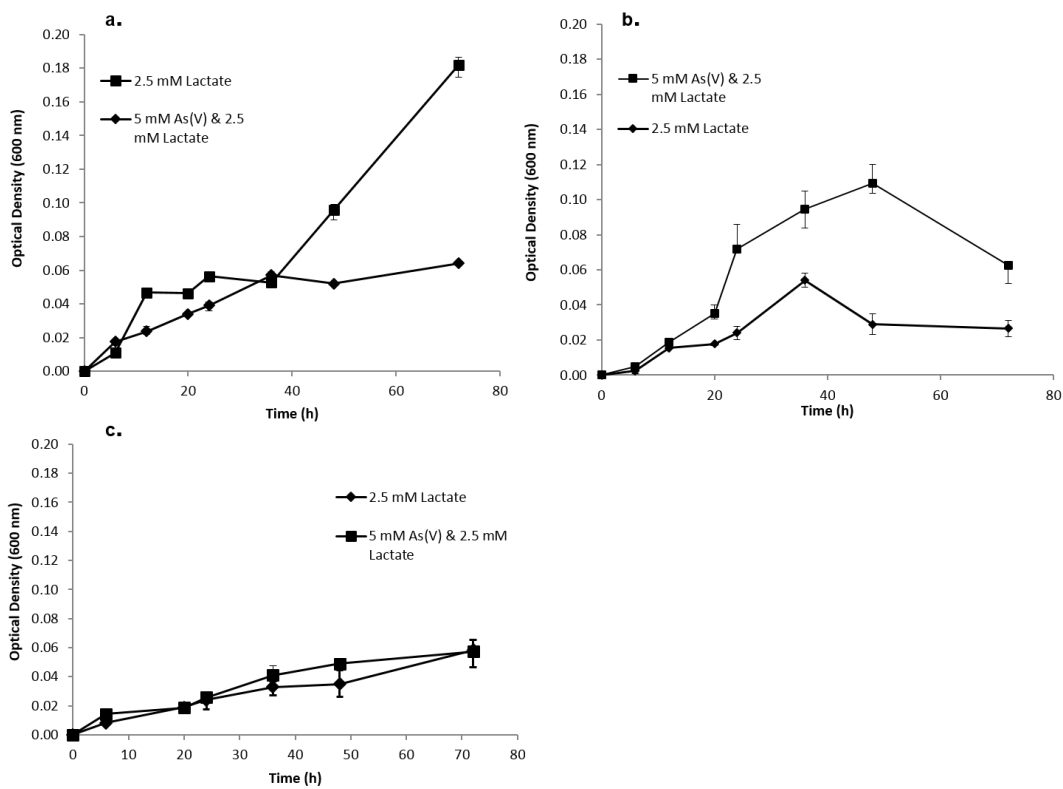 a.
0.20
0.18
0.16
0.14
0.12
0.10
0.08
0.06
0.04
0.02
0.00
Optical Density (600 nm)
2.5 mM Lactate
5 mM As(V) & 2.5
mM Lactate
0 20 40 60 80
Time (h)
b.
0.20
0.18
0.16
0.14
0.12
0.10
0.08
0.06
0.04
0.02
0.00
Optical Density (600 nm)
5 mM As(V) & 2.5
mM Lactate
2.5 mM Lactate
0 20 40 60 80
Time (h)
c.
0.20
0.18
0.16
0.14
0.12
0.10
0.08
0.06
0.04
0.02
0.00
Optical Density (600 nm)
2.5 mM Lactate
5 mM As(V) & 2.5 mM
Lactate
0 10 20 30 40 50 60 70 80
Time (h)